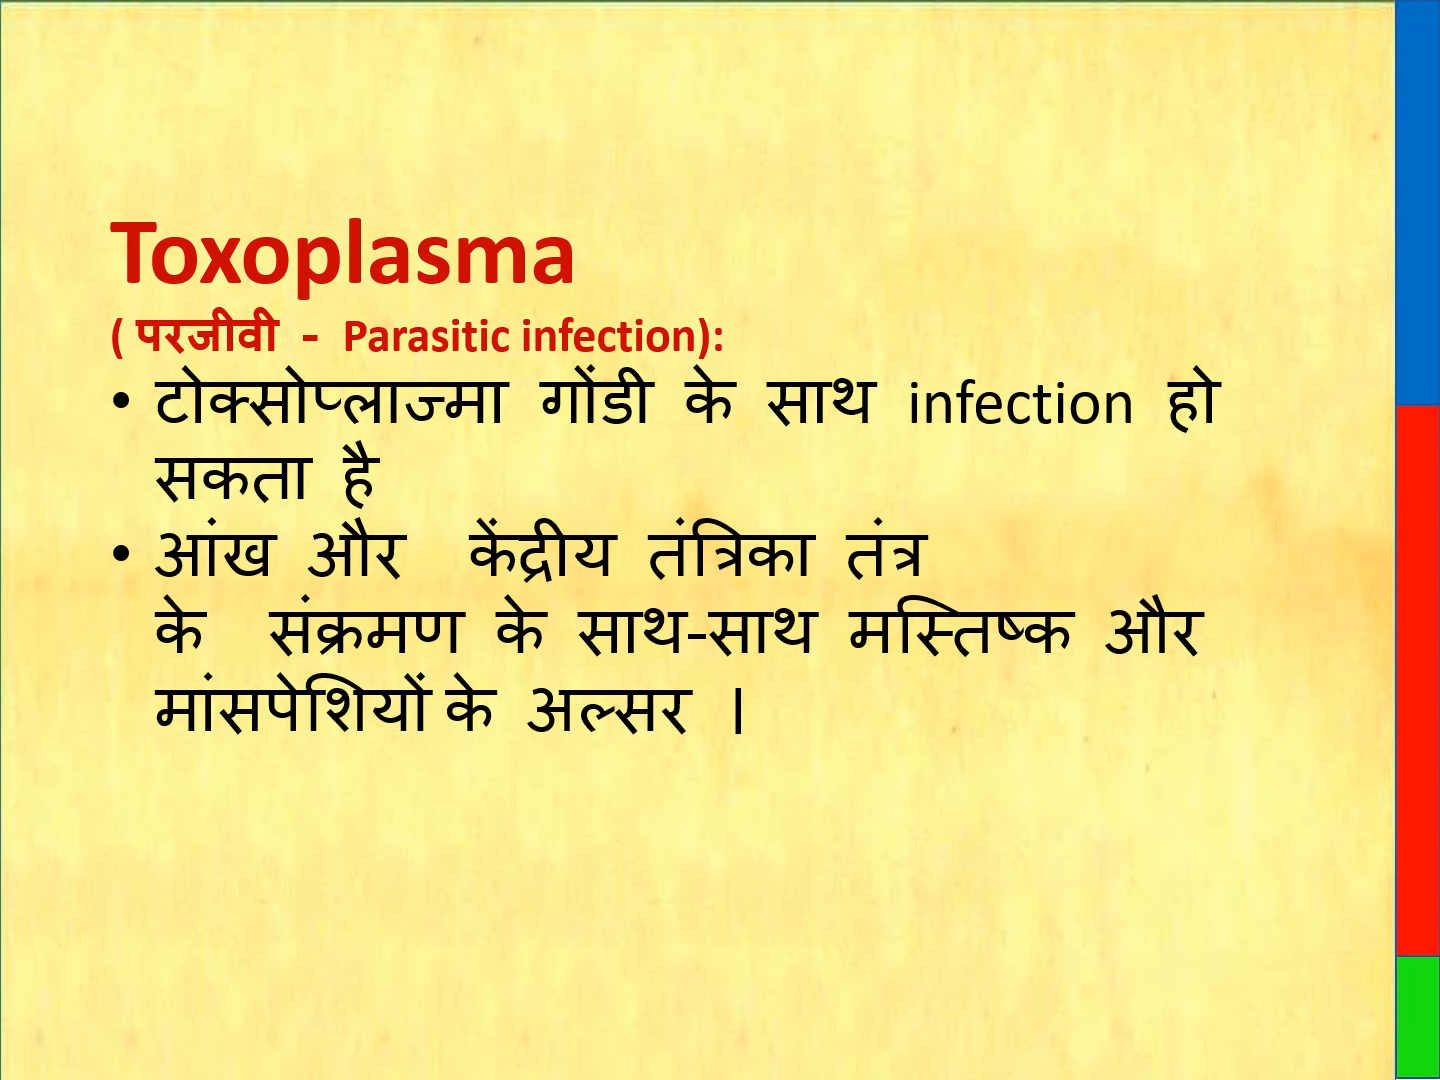 Toxoplasma
( परजीवी - Parasitic infection):
• टोक्सोप्लाज्मा गोंडी के साथ infection हो
सकता है
• आंख और केंद्रीय तंत्रिका तंत्र
के संक्रमण के साथ-साथ मस्तिष्क और
मांसपेशियों के अल्सर ।